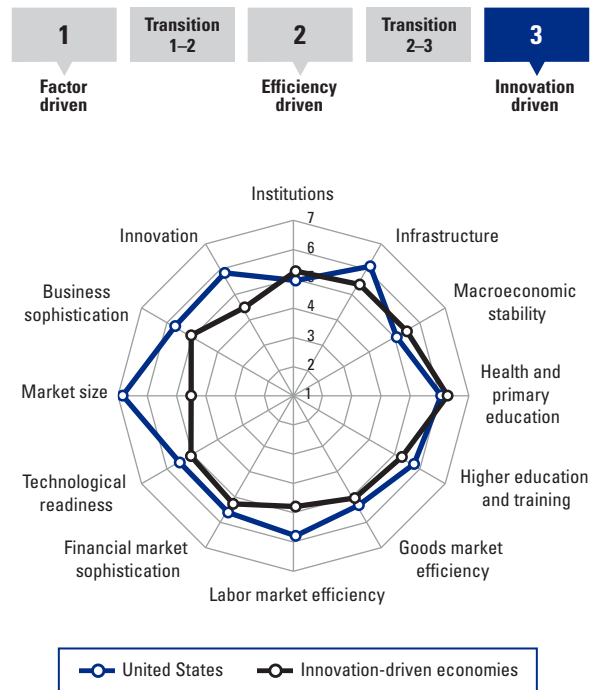 1
Transition
1–2
2
Transition
2–3
3
Factor
driven
Efficiency
driven
Innovation
driven
Institutions
7
Innovation
Infrastructure
6
5
Business
sophistication
Macroeconomic
stability
4
3
2
Market size
1
Health and
primary
education
Technological
readiness
Higher education
and training
Financial market
sophistication
Goods market
efficiency
Labor market efficiency
United States
Innovation-driven economies